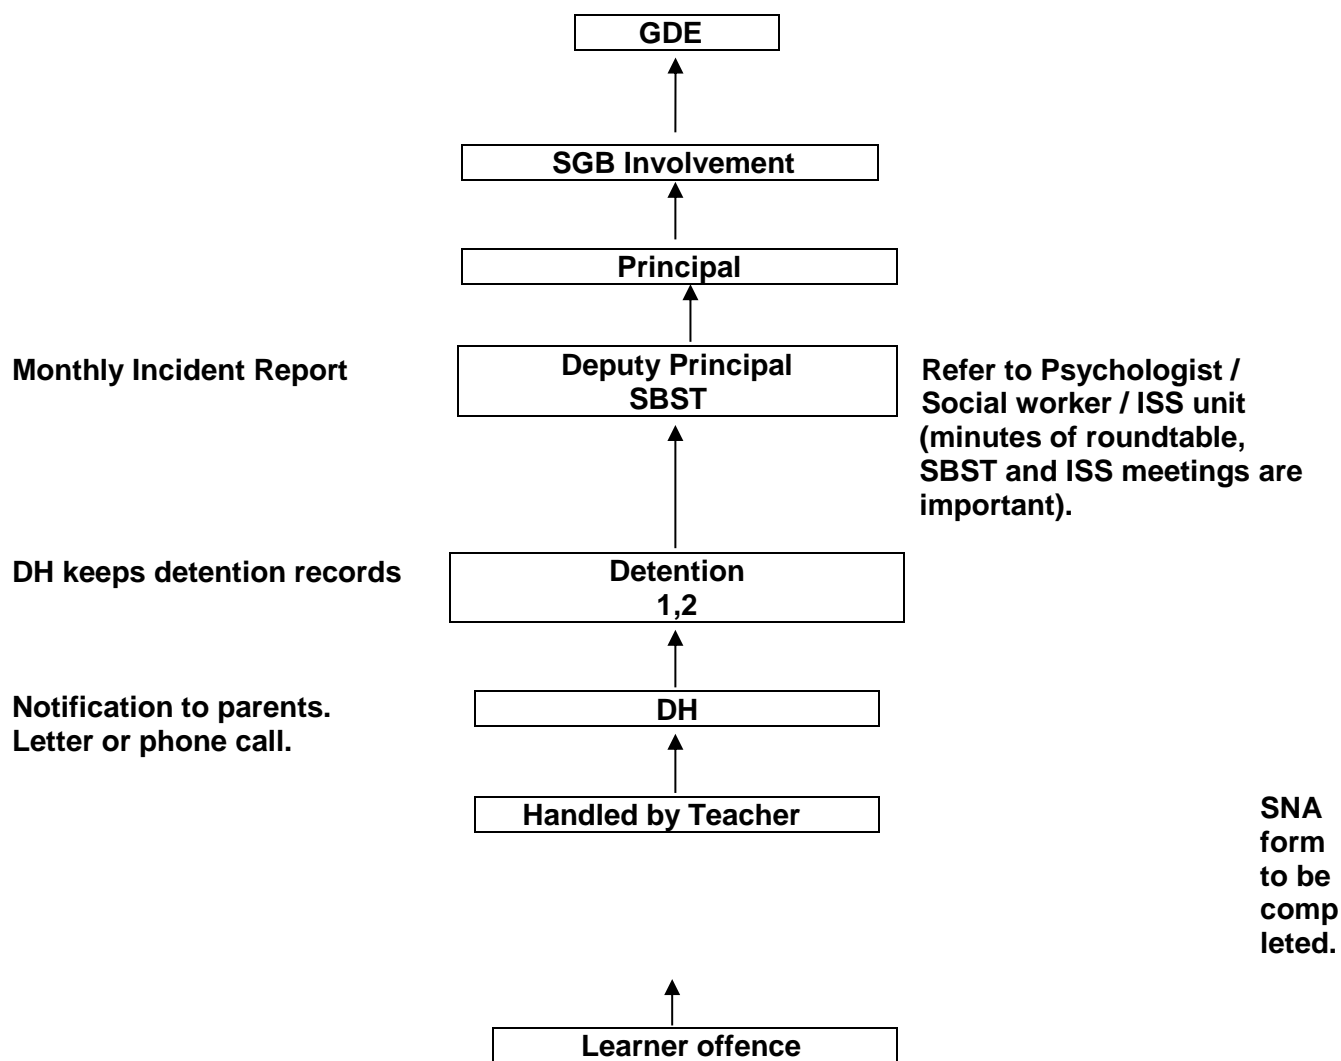 GDE
SGB Involvement
Principal
Monthly Incident Report
Deputy Principal
SBST
Refer to Psychologist /
Social worker / ISS unit
(minutes of roundtable,
SBST and ISS meetings are
important).
DH keeps detention records
Detention
1,2
Notification to parents.
Letter or phone call.
DH
Handled by Teacher
SNA
form
to be
comp
leted.
Learner offence